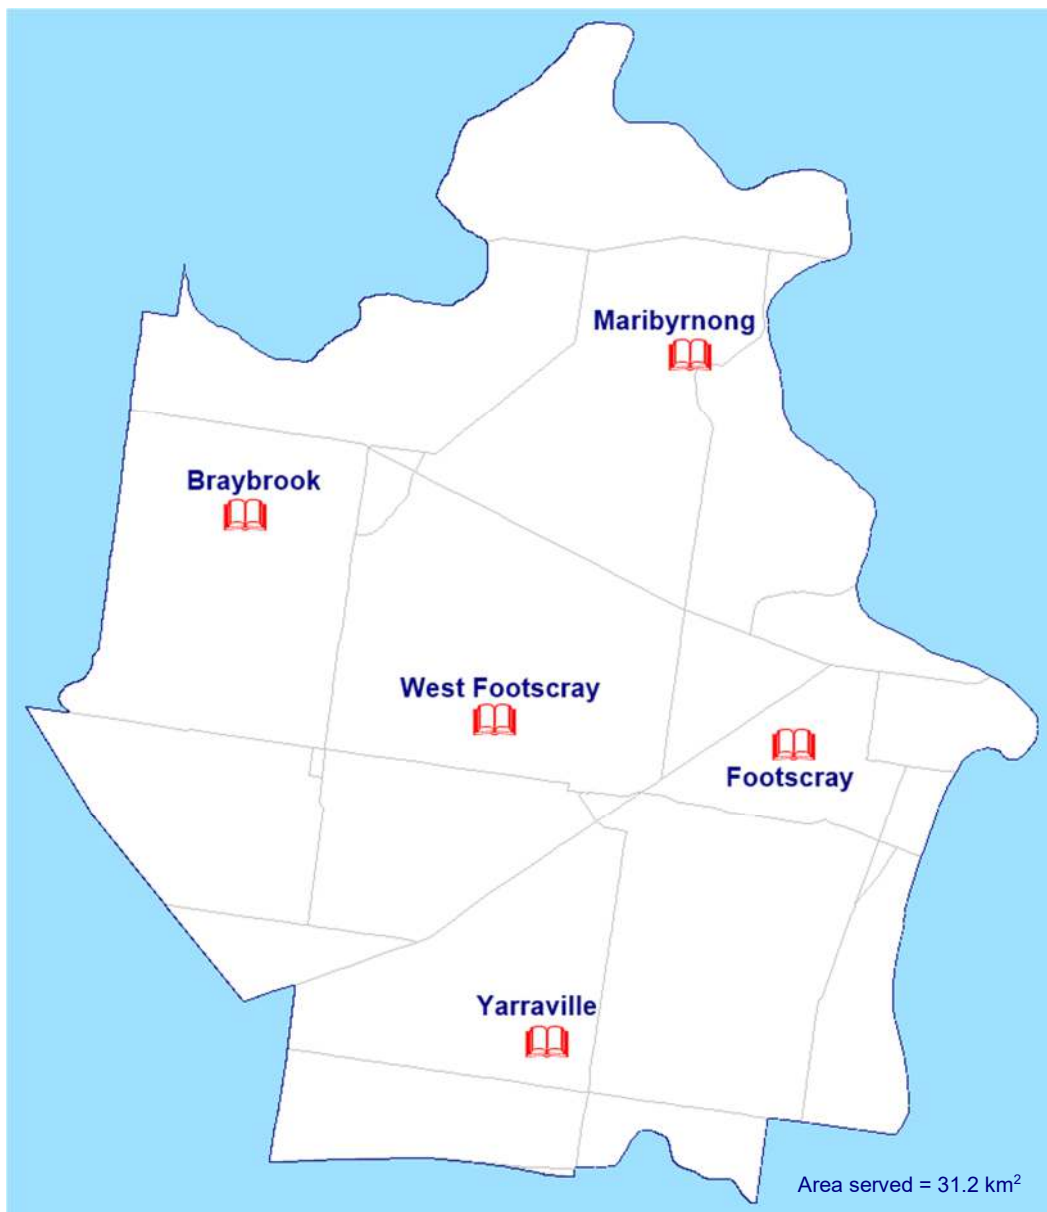 Maribyrnong
Braybrook
West Footscray
Footscray
Yarraville
Area served = 31.2 km²